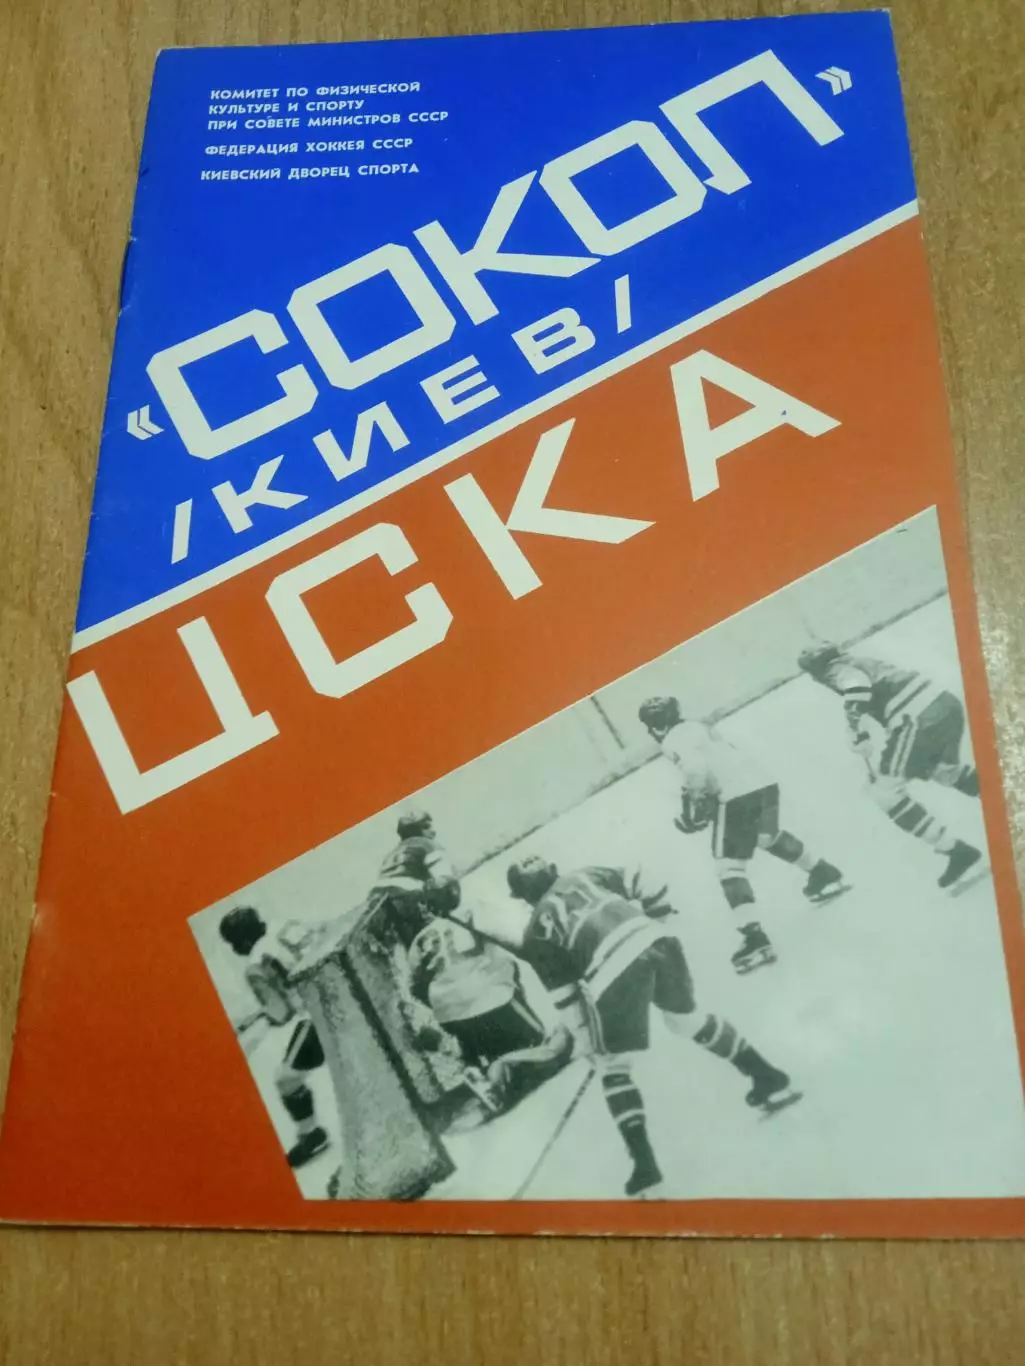 КОМИТЕТ ПО ФИЗИЧЕСКОЙ
КУЛЬТУРЕ И СПОРТУ
ПРИ СОВЕТЕ МИНИСТРОВ СССР
ФЕДЕРАЦИЯ ХОККЕЯ СССР
КИЕВСКИЙ ДВОРЕЦ СПОРТА
«СОКОЛ»
/КИЕВ/
ЦСКА